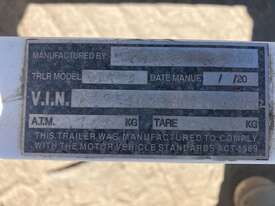 MANUFACTURED BY
TRLR MODEL DATE MANUF / /20
V.I.N.
A.T.M. KG TARE KG
THIS TRAILER WAS MANUFACTURED TO COMPLY
WITH THE MOTOR VEHICLE STANDARDS ACT 1989